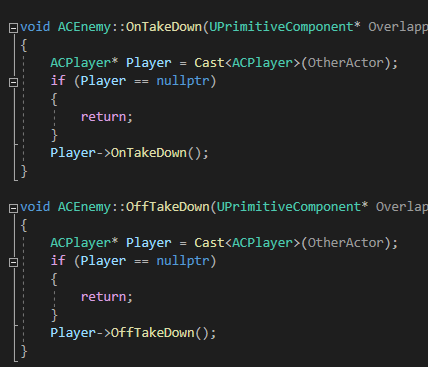 void ACEnemy::OnTakeDown(UPrimitiveComponent* Overlapp
{
ACPlayer* Player = Cast<ACPlayer>(OtherActor);
if (Player == nullptr)
{
return;
}
Player->OnTakeDown();
}
void ACEnemy::OffTakeDown(UPrimitiveComponent* Overlap
{
ACPlayer* Player = Cast<ACPlayer>(OtherActor);
if (Player == nullptr)
{
return;
}
Player->OffTakeDown();
}